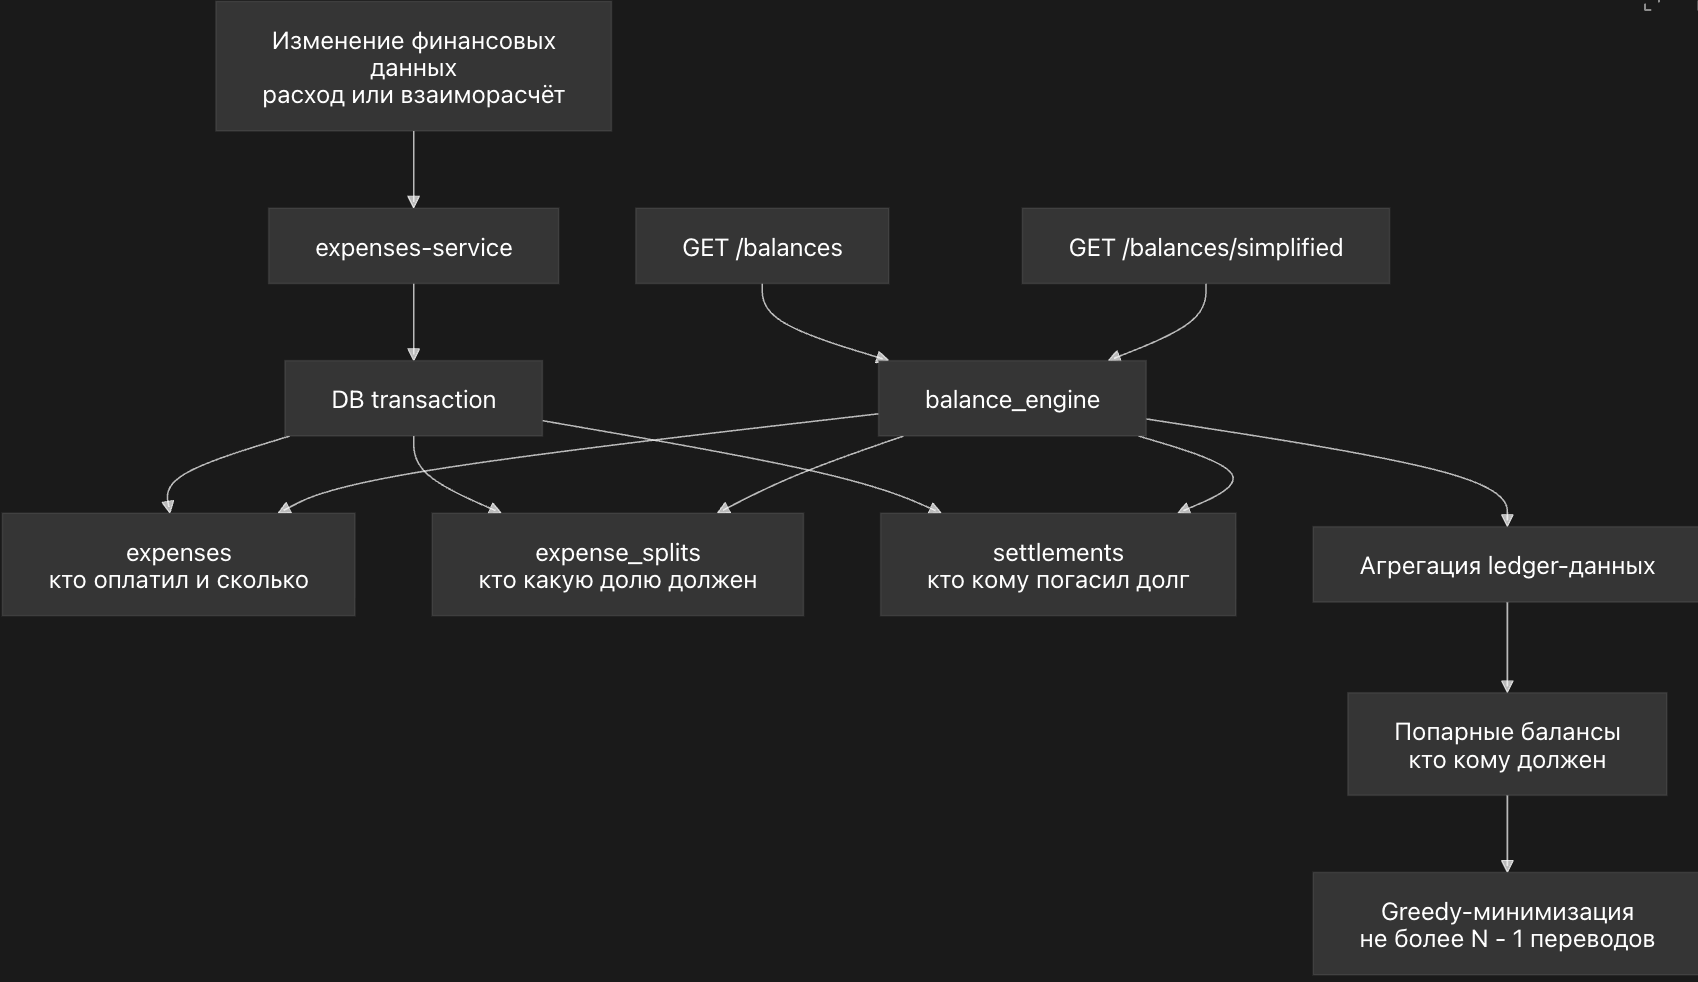 Изменение финансовых
данных
расход или взаиморасчёт
expenses-service
GET /balances
GET /balances/simplified
DB transaction
balance_engine
expenses
кто оплатил и сколько
expense_splits
кто какую долю должен
settlements
кто кому погасил долг
Агрегация ledger-данных
Попарные балансы
кто кому должен
Greedy-минимизация
не более N - 1 переводов